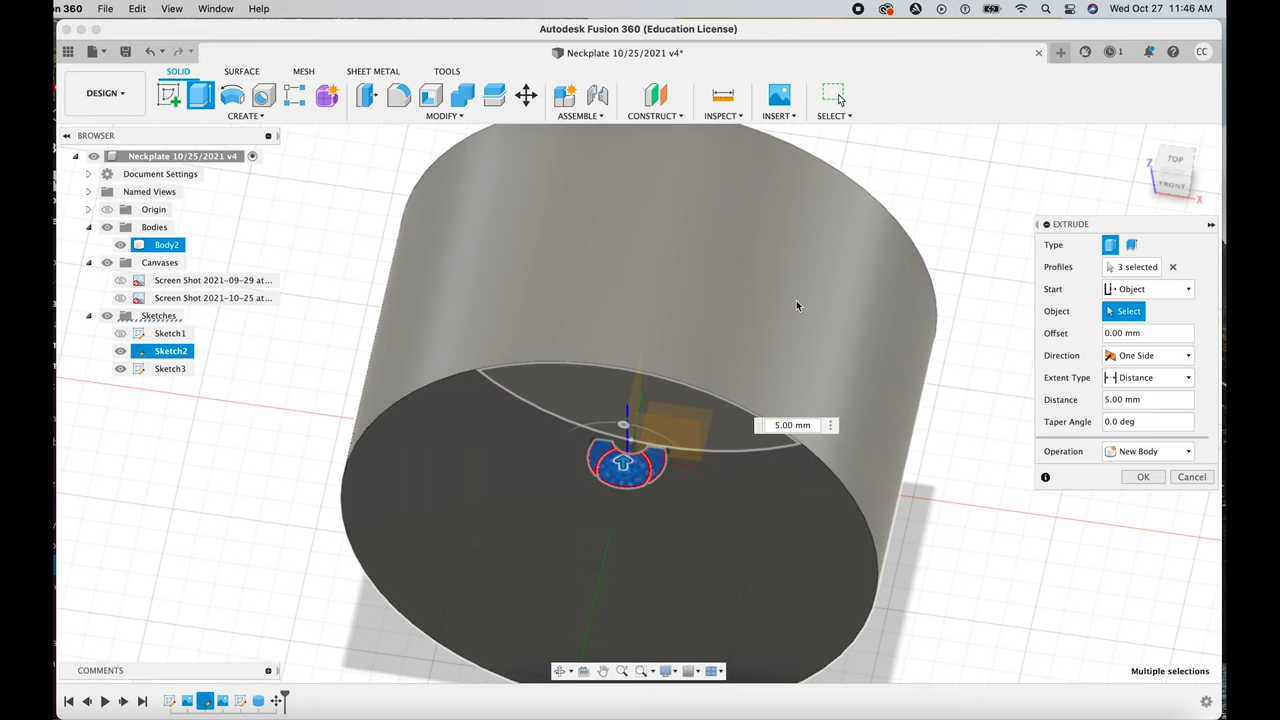 on 360 File Edit View Window Help Wed Oct 27 11:46 AM
Autodesk Fusion 360 (Education License)
Neckplate 10/25/2021 v4*
1 CC
SOLID SURFACE MESH SHEET METAL TOOLS
DESIGN
CREATE MODIFY ASSEMBLE CONSTRUCT INSPECT INSERT SELECT
BROWSER
Neckplate 10/25/2021 v4
Document Settings
Named Views
Origin
Bodies
Body2
Canvases
Screen Shot 2021-09-29 at...
Screen Shot 2021-10-25 at...
Sketches
Sketch1
Sketch2
Sketch3
TOP
FRONT
Z
X
EXTRUDE
Type
Profiles 3 selected
Start Object
Object Select
Offset 0.00 mm
Direction One Side
Extent Type Distance
Distance 5.00 mm
Taper Angle 0.0 deg
Operation New Body
OK Cancel
5.00 mm
COMMENTS
Multiple selections